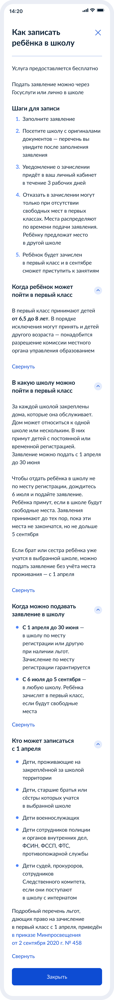 14:20
Как записать
ребёнка в школу
Услуга предоставляется бесплатно
Подать заявление можно через
Госуслуги или лично в школе
Шаги для записи
1. Заполните заявление
2. Посетите школу с оригиналами
документов — перечень вы
увидите после заполнения
заявления
3. Уведомление о зачислении
придёт в ваш личный кабинет
в течение 3 рабочих дней
4. Отказать в зачислении могут
только при отсутствии
свободных мест в первых
классах. Места распределяют
по времени подачи заявления.
Ребёнку предложат место
в другой школе
5. Ребёнок будет зачислен
в первый класс и в сентябре
сможет приступить к занятиям
Когда ребёнок может
пойти в первый класс
В первый класс принимают детей
от 6,5 до 8 лет. В порядке
исключения могут принять и детей
другого возраста — понадобится
разрешение комиссии местного
органа управления образованием
Свернуть
В какую школу можно
пойти в первый класс
За каждой школой закреплены
дома, которые она обслуживает.
Дом может относиться к одной
школе или нескольким. В них
примут детей с постоянной или
временной регистрацией.
Заявление можно подать с 1 апреля
до 30 июня
Чтобы отдать ребёнка в школу не
по месту регистрации, дождитесь
6 июля и подайте заявление.
Ребёнка примут, если в школе будут
свободные места. Заявления
принимают до тех пор, пока эти
места не закончатся, но не дольше
5 сентября
Если брат или сестра ребёнка уже
учатся в выбранной школе, можно
подать заявление без учёта места
проживания — с 1 апреля
Свернуть
Когда можно подавать
заявление в школу
С 1 апреля до 30 июня —
в школу по месту
регистрации или другую
при наличии льгот.
Зачисление по месту
регистрации гарантируется
С 6 июля до 5 сентября —
в любую школу. Ребёнка
зачислят в первый класс,
если будут свободные
места
Свернуть
Кто может записаться
с 1 апреля
Дети, проживающие на
закреплённой за школой
территории
Дети, старшие братья или
сёстры которых учатся
в выбранной школе
Дети военнослужащих
Дети сотрудников полиции
и органов внутренних дел,
ФСИН, ФССП, ФТС,
противопожарной службы
Дети судей, прокуроров,
сотрудников
Следственного комитета,
если они поступают
в школу с интернатом
Подробный перечень льгот,
дающих право на зачисление
в первый класс с 1 апреля, приведён
в приказе Минпросвещения
от 2 сентября 2020 г. № 458
Свернуть
Закрыть